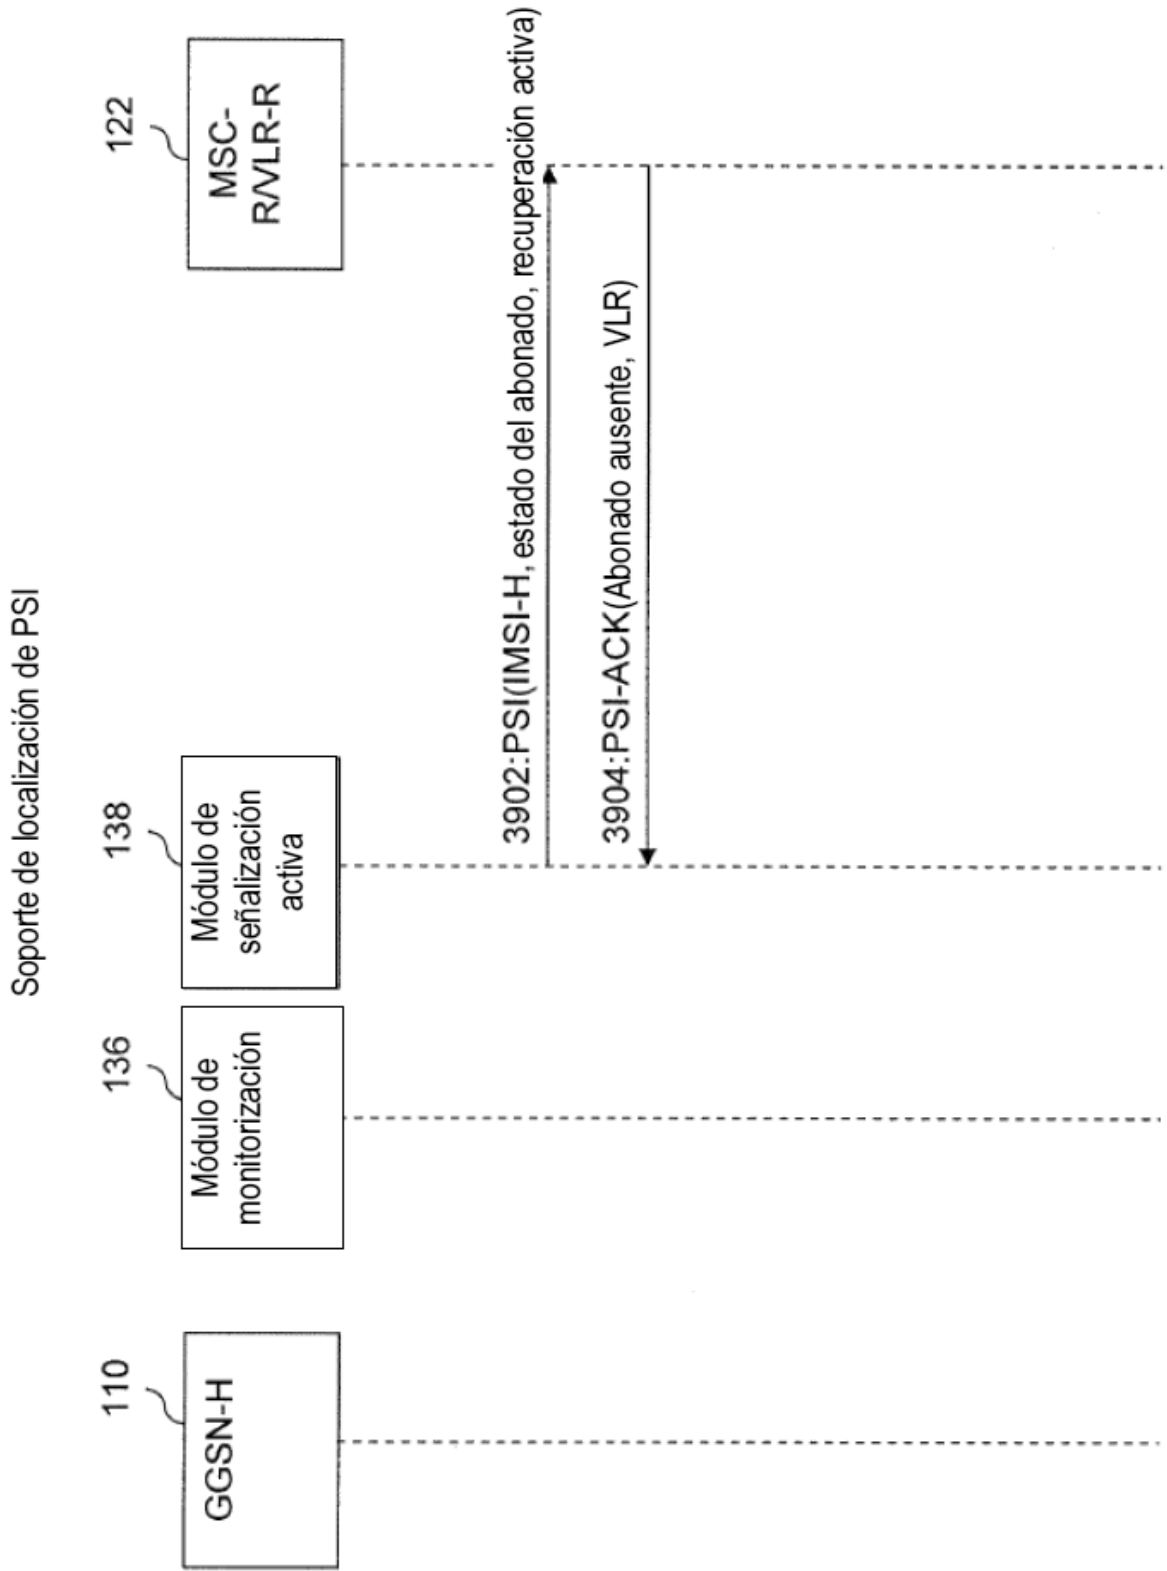 Soporte de localización de PSI
110
136
138
122
GGSN-H
Módulo de
monitorización
Módulo de
señalización
activa
MSC-
R/VLR-R
3902:PSI(IMSI-H, estado del abonado, recuperación activa)
3904:PSI-ACK(Abonado ausente, VLR)